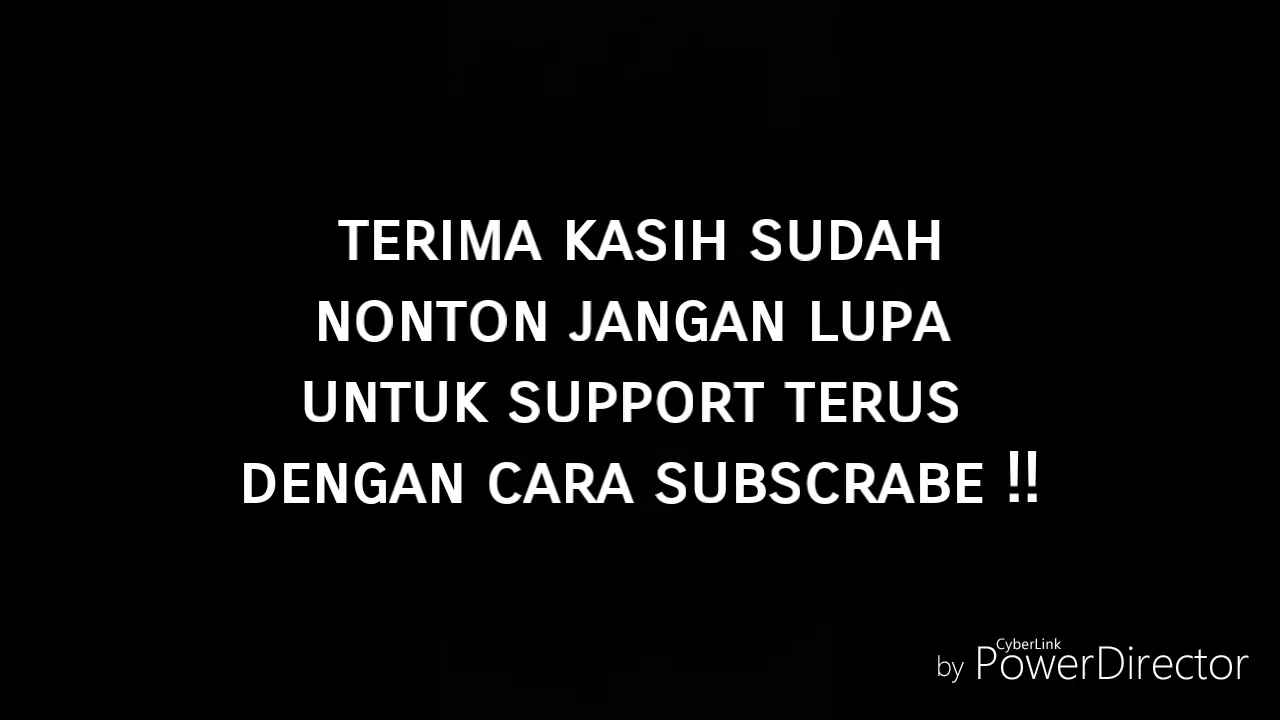 TERIMA KASIH SUDAH
NONTON JANGAN LUPA
UNTUK SUPPORT TERUS
DENGAN CARA SUBSCRABE !!
CyberLink
by PowerDirector